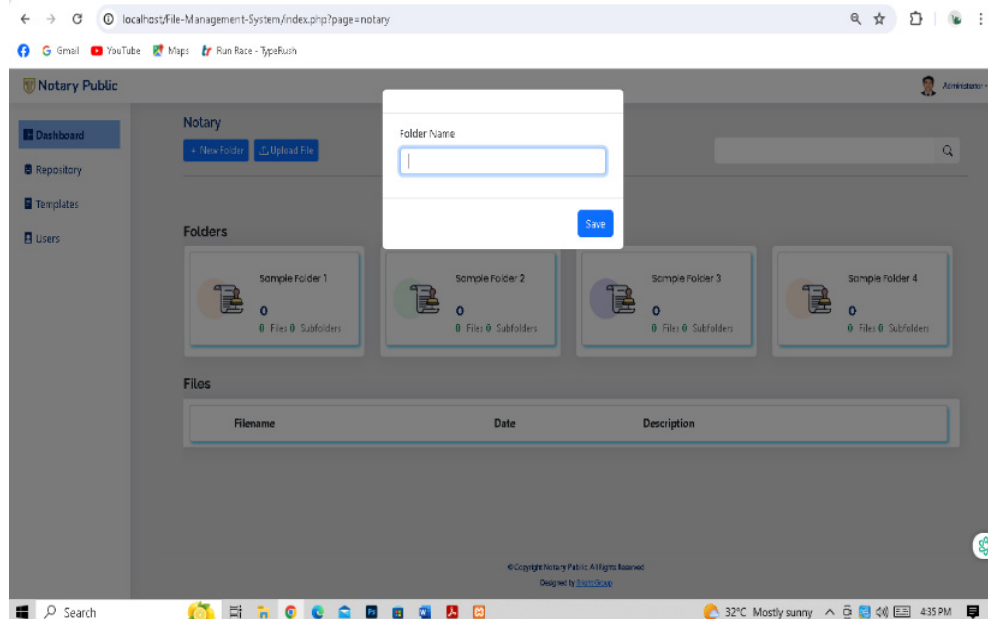 localhost/File-Management-System/index.php?page=notary
Gmail YouTube Maps Run Race - TypeRush
Notary Public
Administrator
Dashboard
Repository
Templates
Users
Notary
+ New Folder Upload File
Folder Name
Save
Folders
Sample Folder 1
0
0 Files 0 Subfolders
Sample Folder 2
0
0 Files 0 Subfolders
Sample Folder 3
0
0 Files 0 Subfolders
Sample Folder 4
0
0 Files 0 Subfolders
Files
Filename Date Description
© Copyright Notary Public. All Rights Reserved
Designed by
Search
32°C Mostly sunny
4:35 PM